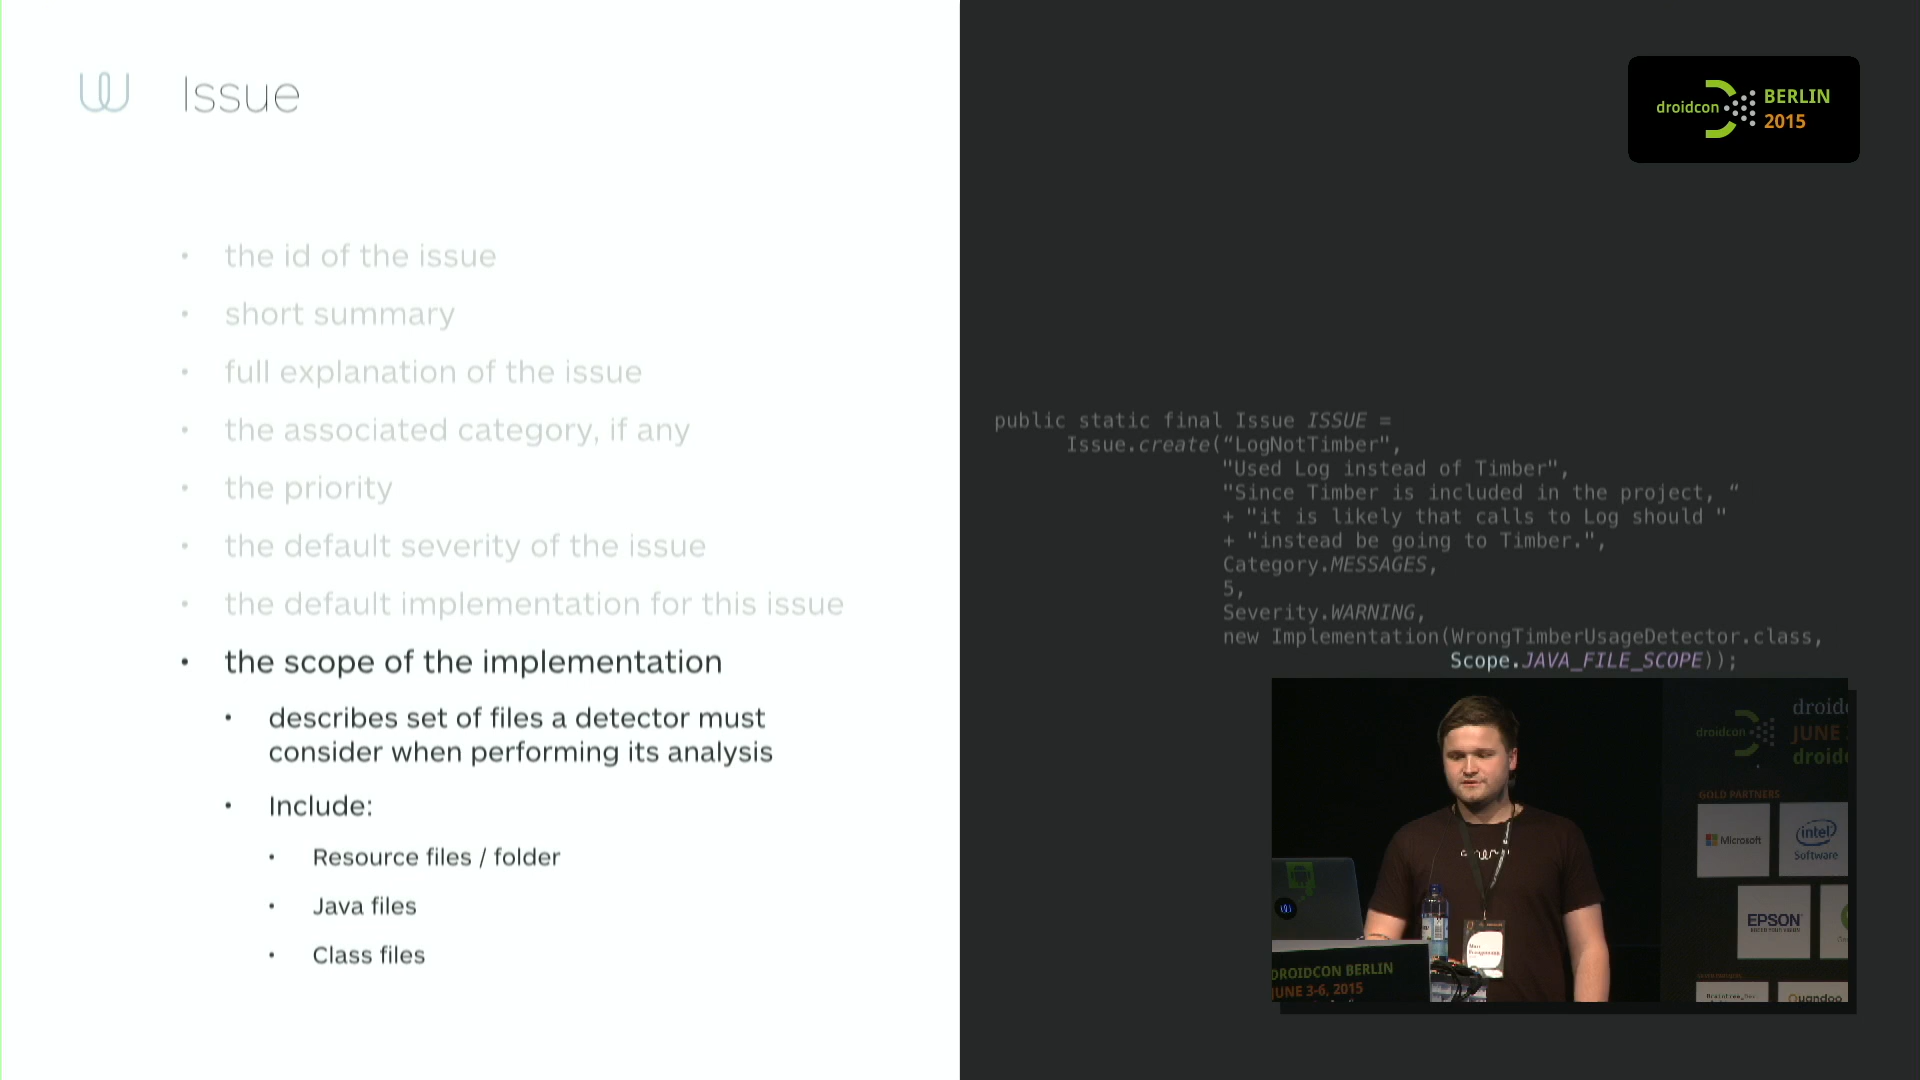 Issue
• the id of the issue
• short summary
• full explanation of the issue
• the associated category, if any
• the priority
• the default severity of the issue
• the default implementation for this issue
• the scope of the implementation
• describes set of files a detector must
consider when performing its analysis
• Include:
• Resource files / folder
• Java files
• Class files
droidcon
BERLIN
2015
public static final Issue ISSUE =
Issue.create(“LogNotTimber",
"Used Log instead of Timber",
"Since Timber is included in the project, “
+ "it is likely that calls to Log should "
+ "instead be going to Timber.",
Category.MESSAGES,
5,
Severity.WARNING,
new Implementation(WrongTimberUsageDetector.class,
Scope.JAVA_FILE_SCOPE));
droidcon
JUNE
GOLD PARTNERS
Microsoft
intel
Software
EPSON
DROIDCON BERLIN
JUNE 3-6, 2015
Quandoo